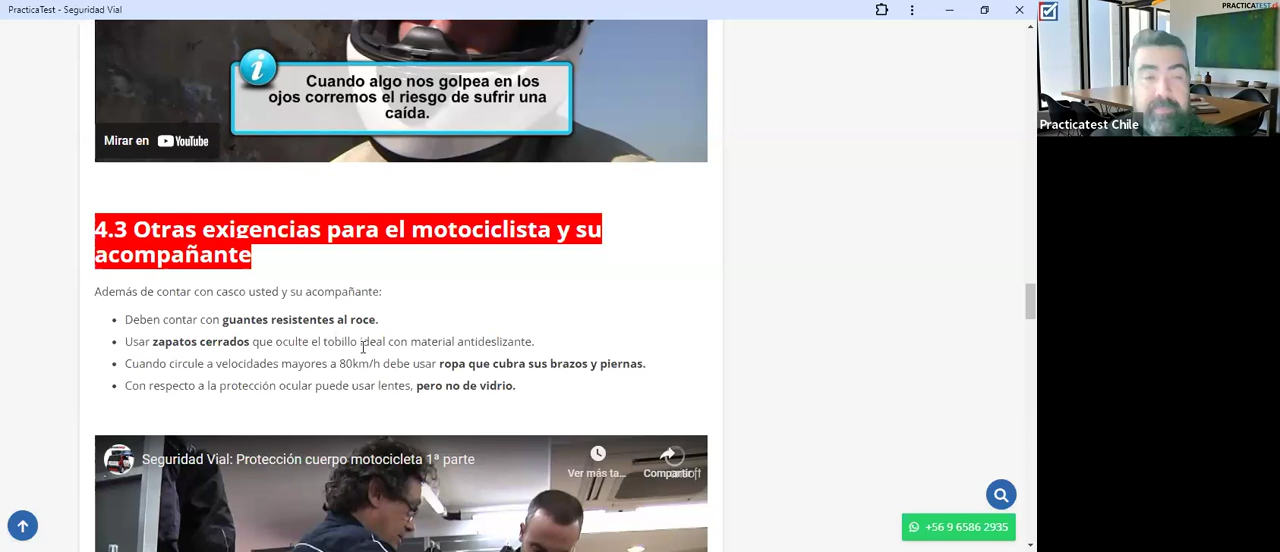 PracticaTest - Seguridad Vial
PRACTICATEST.cl
Cuando algo nos golpea en los
ojos corremos el riesgo de sufrir una
caída.
Mirar en YouTube
Practicatest Chile
4.3 Otras exigencias para el motociclista y su
acompañante
Además de contar con casco usted y su acompañante:
• Deben contar con guantes resistentes al roce.
• Usar zapatos cerrados que oculte el tobillo ideal con material antideslizante.
• Cuando circule a velocidades mayores a 80km/h debe usar ropa que cubra sus brazos y piernas.
• Con respecto a la protección ocular puede usar lentes, pero no de vidrio.
Seguridad Vial: Protección cuerpo motocicleta 1ª parte
Ver más ta...
Compartir
+56 9 6586 2935